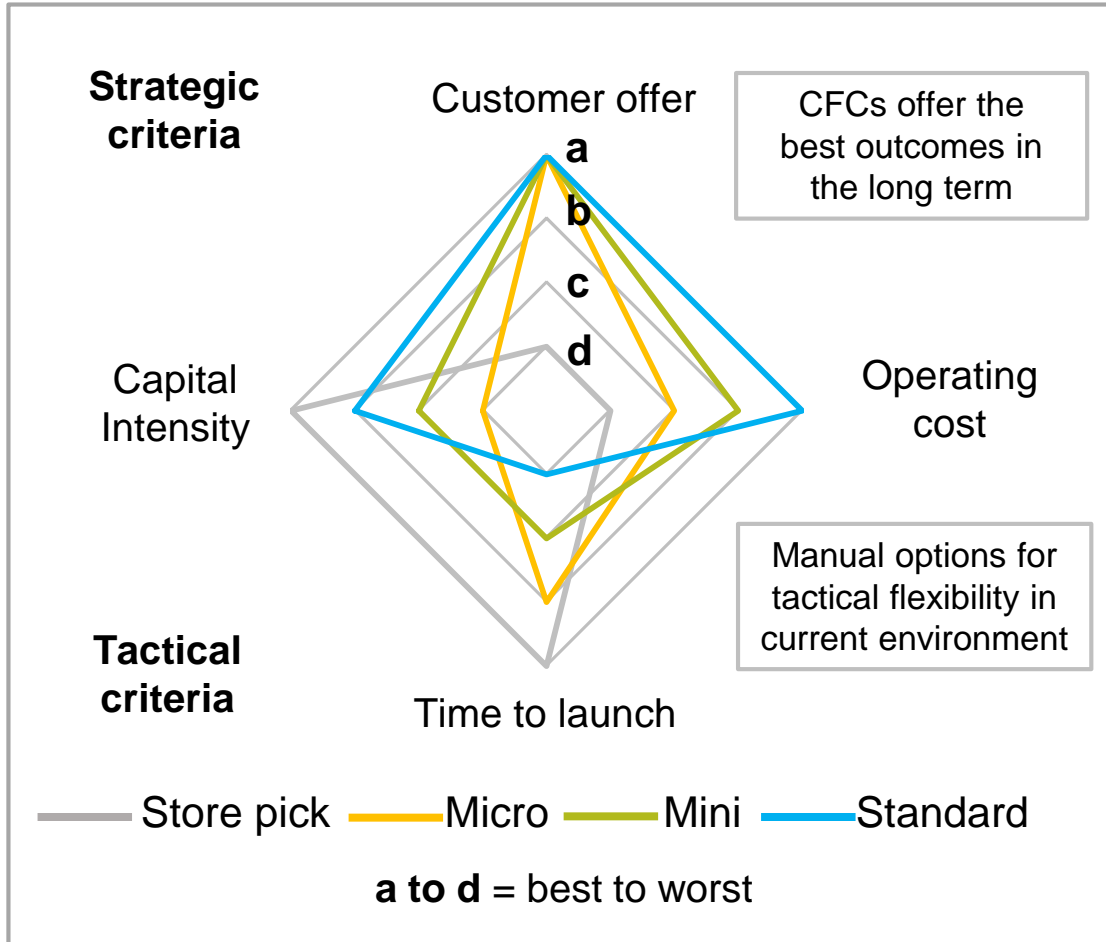 Strategic
criteria
Customer offer
CFCs offer the
best outcomes in
the long term
a
b
c
d
Capital
Intensity
Operating
cost
Manual options for
tactical flexibility in
current environment
Tactical
criteria
Time to launch
Store pick Micro Mini Standard
a to d = best to worst